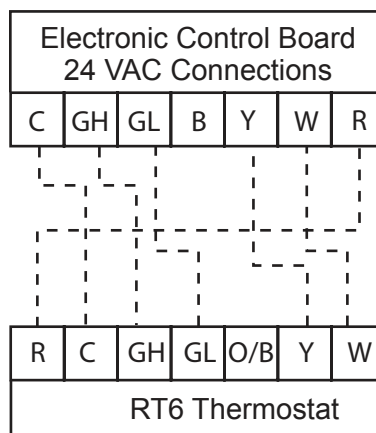 Electronic Control Board
24 VAC Connections
C GH GL B Y W R
R C GH GL O/B Y W
RT6 Thermostat